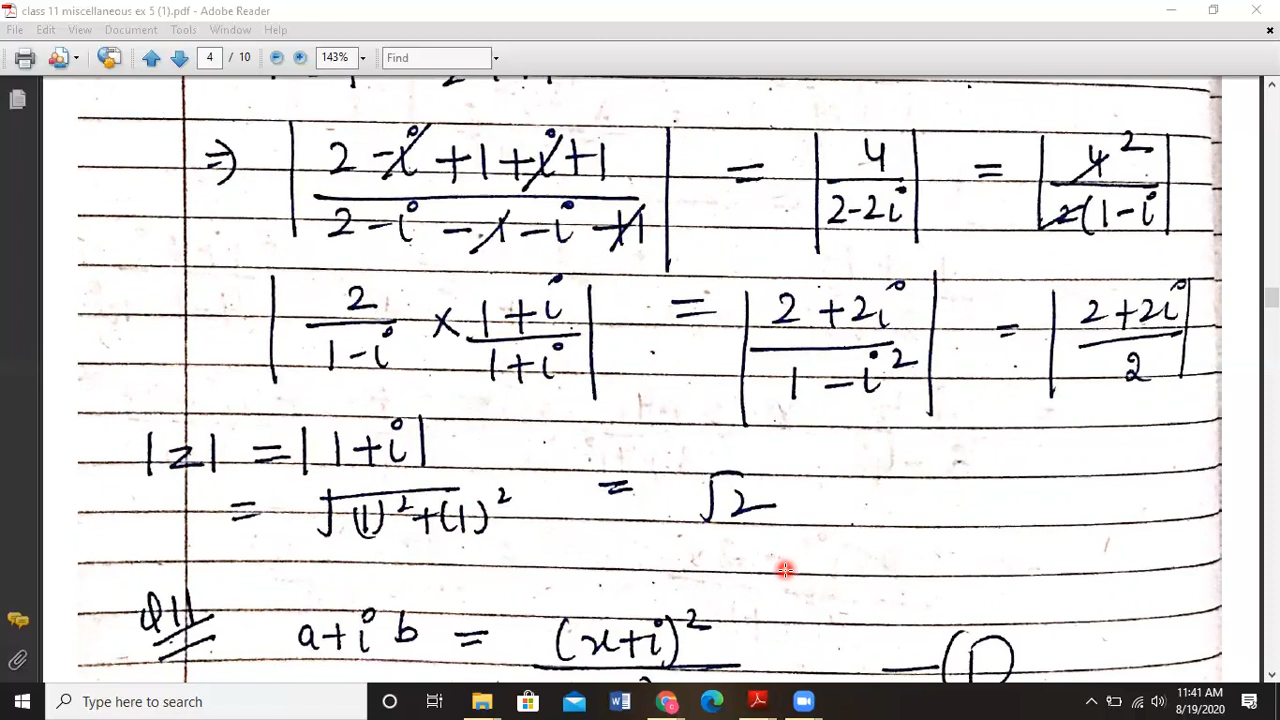 class 11 miscellaneous ex 5 (1).pdf - Adobe Reader
File Edit View Document Tools Window Help
4 / 10 143% Find
⇒ | 2 - i + 1 + i + 1 / 2 - i - 1 - i + 1 | = | 4 / 2-2i | = | 4 2 / 2(1-i |
| 2 / 1-i × 1+i / 1+i | = | 2+2i / 1-i² | = | 2+2i / 2 |
|z| = | 1+i |
= √(1)²+(1)² = √2
Q11 a+ib = (x+i)² — (1)
Type here to search
11:41 AM
8/19/2020